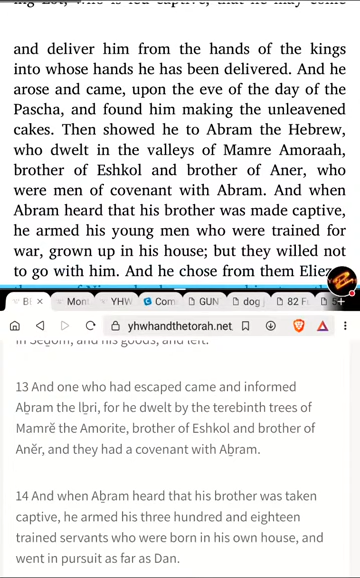 and deliver him from the hands of the kings
into whose hands he has been delivered. And he
arose and came, upon the eve of the day of the
Pascha, and found him making the unleavened
cakes. Then showed he to Abram the Hebrew,
who dwelt in the valleys of Mamre Amoraah,
brother of Eshkol and brother of Aner, who
were men of covenant with Abram. And when
Abram heard that his brother was made captive,
he armed his young men who were trained for
war, grown up in his house; but they willed not
to go with him. And he chose from them
Mon
YHW
Com
GUN
dog
82 F
yhwhandthetorah.net
in Seḏom, and his goods, and left.
13 And one who had escaped came and informed
Aḇram the Iḇri, for he dwelt by the terebinth trees of
Mamrĕ the Amorite, brother of Eshkol and brother of
Anĕr, and they had a covenant with Aḇram.
14 And when Aḇram heard that his brother was taken
captive, he armed his three hundred and eighteen
trained servants who were born in his own house, and
went in pursuit as far as Dan.